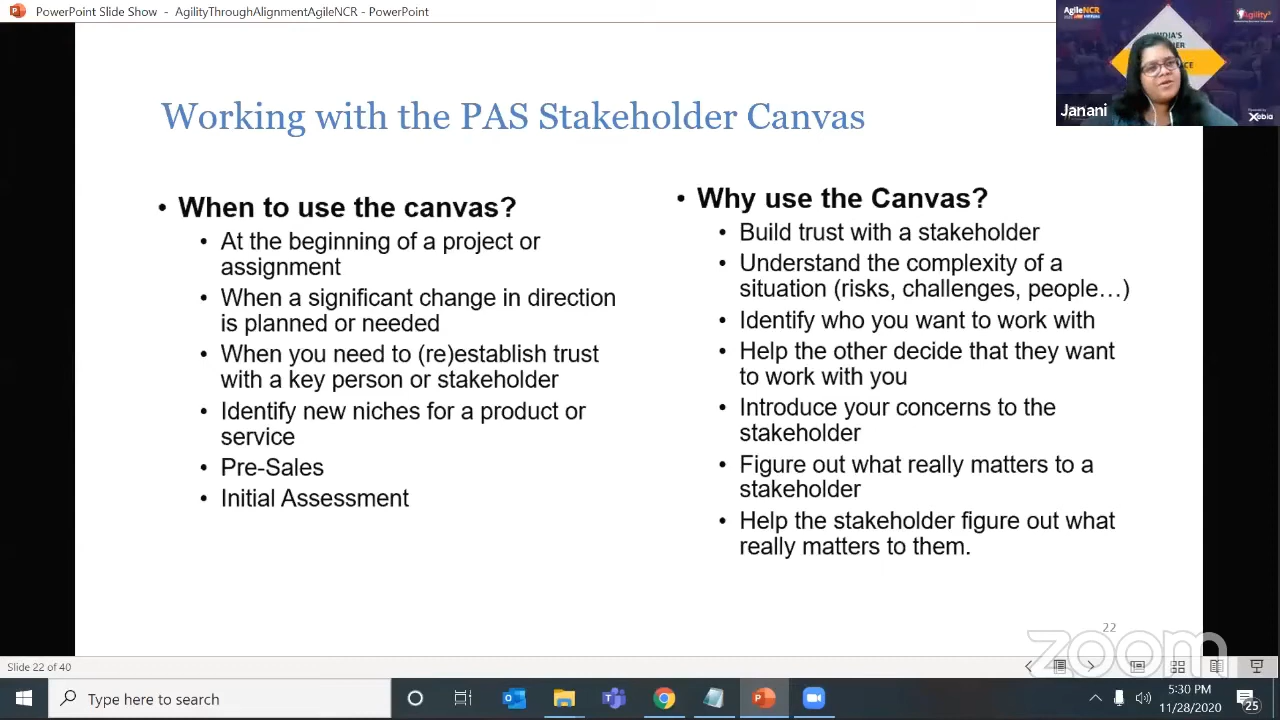 PowerPoint Slide Show - AgilityThroughAlignmentAgileNCR - PowerPoint
AgileNCR
Agility
INDIA'S
Janani
Xebia
Working with the PAS Stakeholder Canvas
• When to use the canvas?
• At the beginning of a project or
assignment
• When a significant change in direction
is planned or needed
• When you need to (re)establish trust
with a key person or stakeholder
• Identify new niches for a product or
service
• Pre-Sales
• Initial Assessment
• Why use the Canvas?
• Build trust with a stakeholder
• Understand the complexity of a
situation (risks, challenges, people…)
• Identify who you want to work with
• Help the other decide that they want
to work with you
• Introduce your concerns to the
stakeholder
• Figure out what really matters to a
stakeholder
• Help the stakeholder figure out what
really matters to them.
22
zoom
Slide 22 of 40
Type here to search
5:30 PM
11/28/2020
25